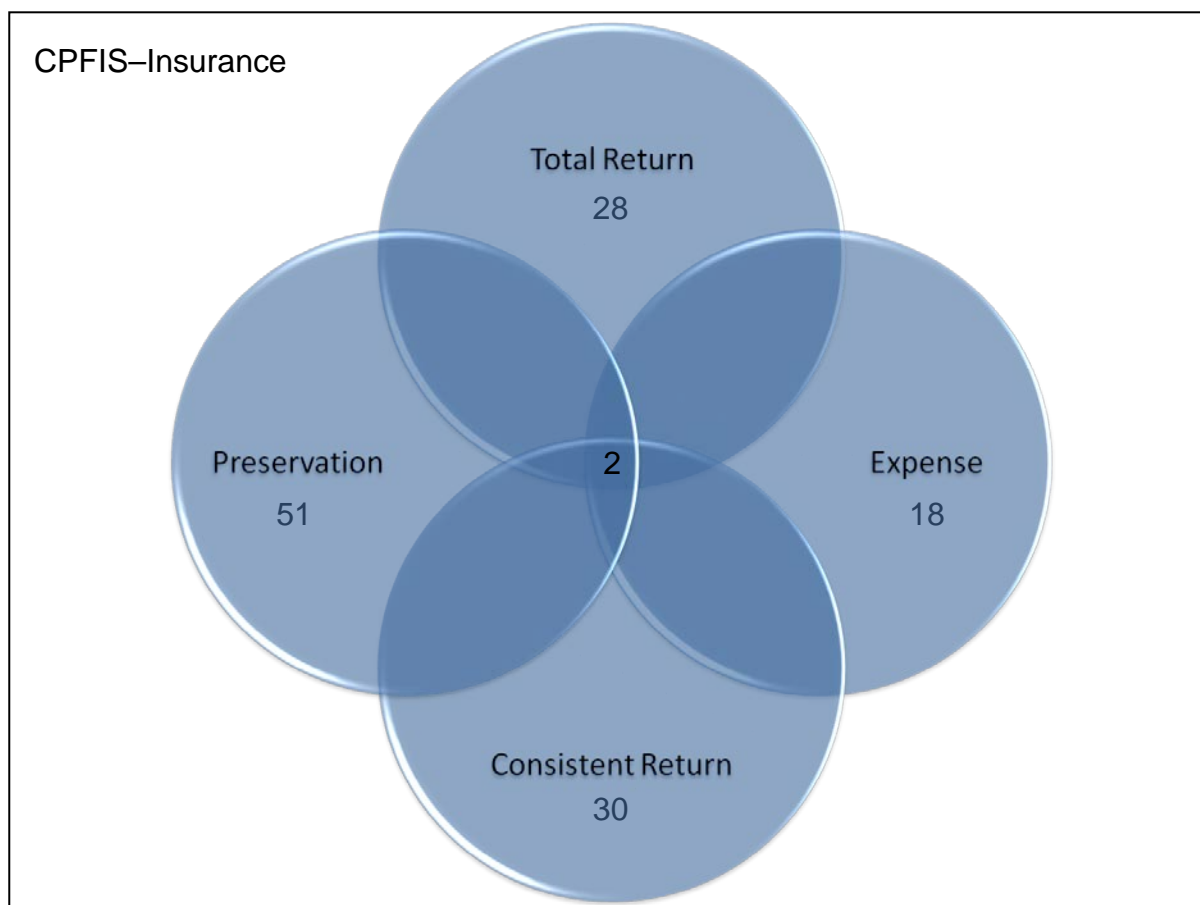 CPFIS–Insurance
Total Return
28
Preservation
51
2
Expense
18
Consistent Return
30